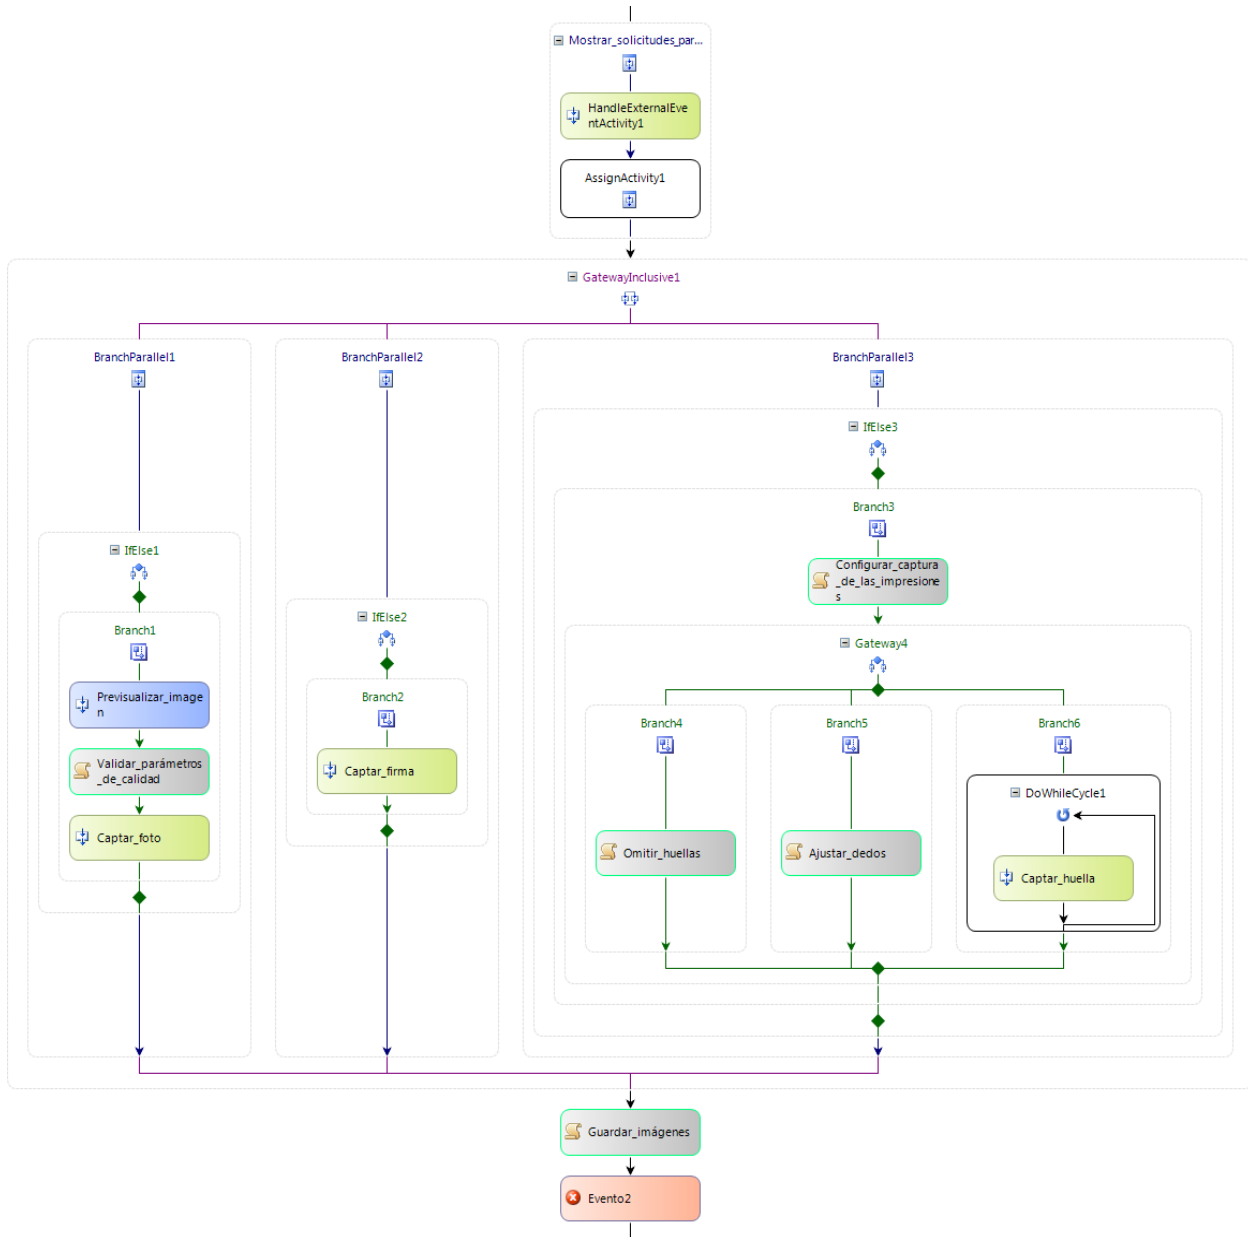 Mostrar_solicitudes_par...
HandleExternalEve
ntActivity1
AssignActivity1
GatewayInclusive1
BranchParallel1
BranchParallel2
BranchParallel3
IfElse3
Branch3
Configurar_captura
_de_las_impresione
s
IfElse1
Branch1
Previsualizar_image
n
Validar_parámetros
_de_calidad
Captar_foto
IfElse2
Branch2
Captar_firma
Gateway4
Branch4
Branch5
Branch6
DoWhileCycle1
Omitir_huellas
Ajustar_dedos
Captar_huella
Guardar_imágenes
Evento2